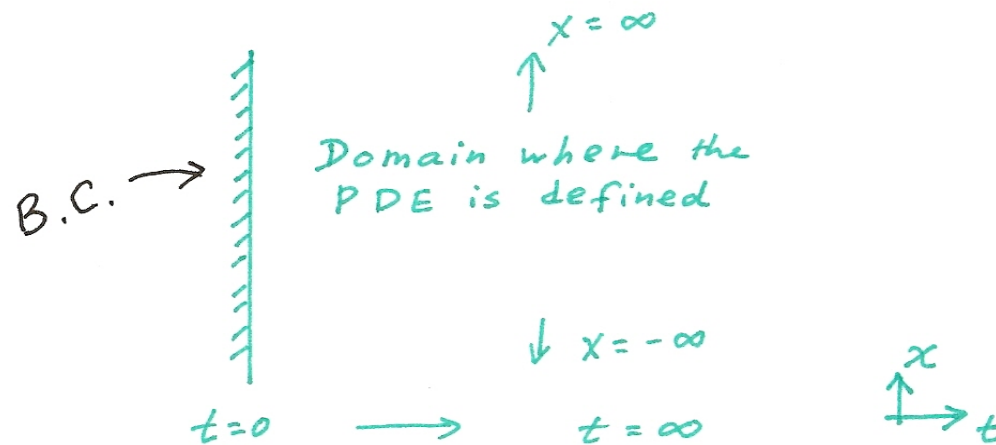 x = ∞
Domain where the
PDE is defined
B.C.
x = -∞
x
t=0
t = ∞
t